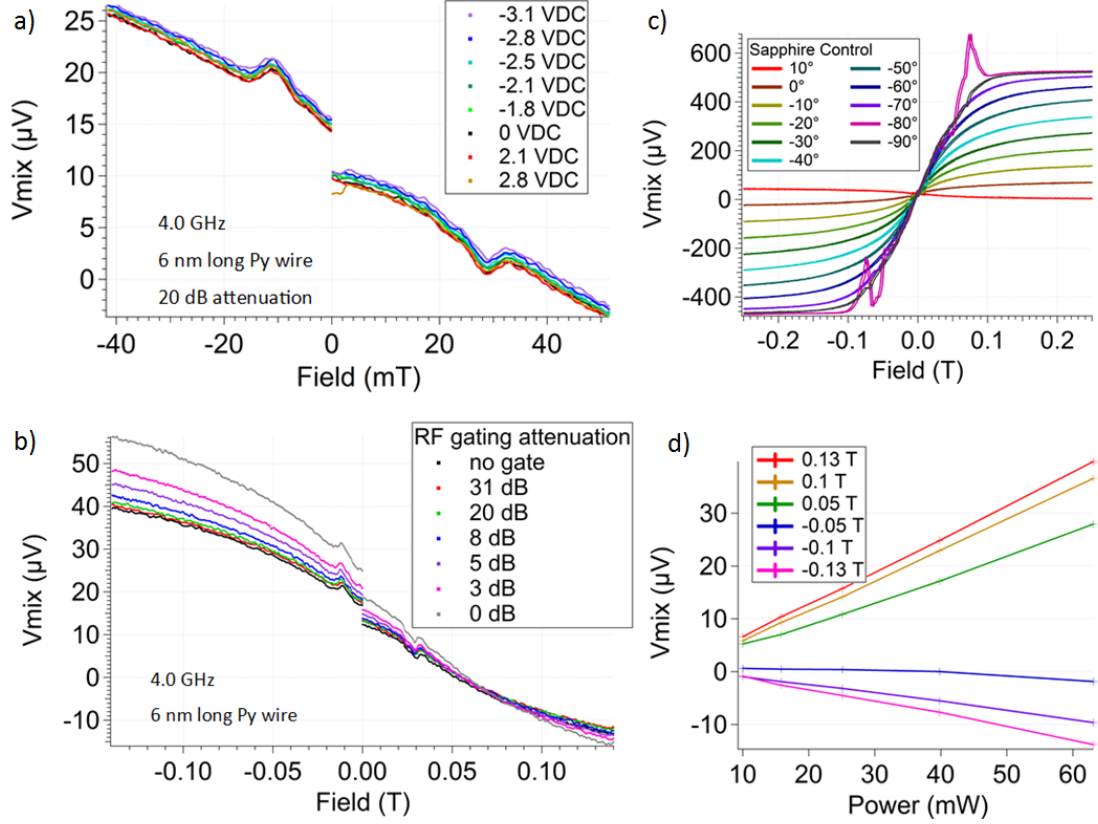 a)
Vmix (µV)
25
20
15
10
5
0
-3.1 VDC
-2.8 VDC
-2.5 VDC
-2.1 VDC
-1.8 VDC
0 VDC
2.1 VDC
2.8 VDC
4.0 GHz
6 nm long Py wire
20 dB attenuation
-40
-20
0
20
40
Field (mT)
c)
Vmix (µV)
600
400
200
0
-200
-400
Sapphire Control
10° -50°
0° -60°
-10° -70°
-20° -80°
-30° -90°
-40°
-0.2
-0.1
0.0
0.1
0.2
Field (T)
b)
Vmix (µV)
50
40
30
20
10
0
-10
RF gating attenuation
no gate
31 dB
20 dB
8 dB
5 dB
3 dB
0 dB
4.0 GHz
6 nm long Py wire
-0.10
-0.05
0.00
0.05
0.10
Field (T)
d)
Vmix (µV)
30
20
10
0
-10
0.13 T
0.1 T
0.05 T
-0.05 T
-0.1 T
-0.13 T
10
20
30
40
50
60
Power (mW)